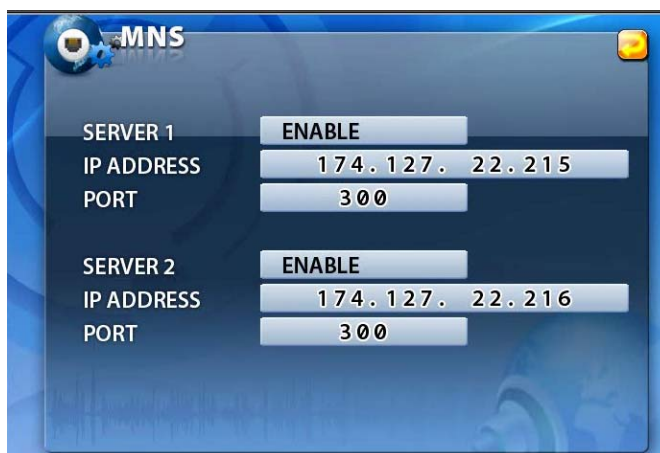 MNS
SERVER 1 ENABLE
IP ADDRESS 174.127. 22.215
PORT 300
SERVER 2 ENABLE
IP ADDRESS 174.127. 22.216
PORT 300